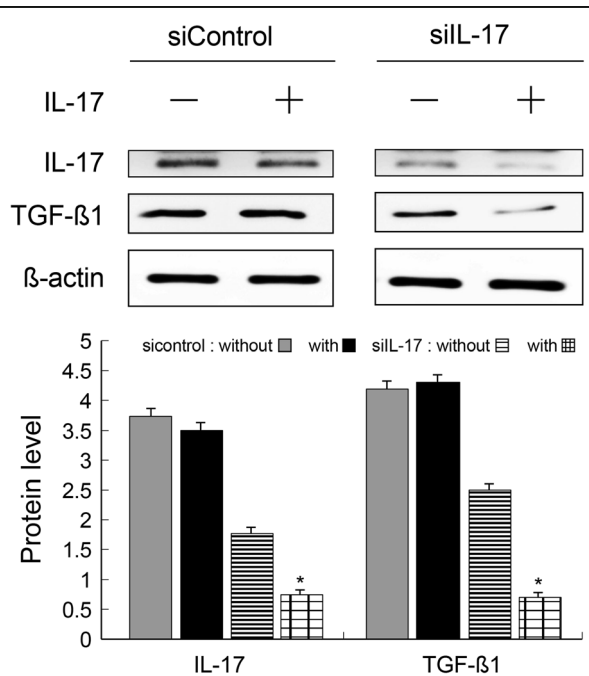 siControl siIL-17
IL-17 − + − +
IL-17
TGF-ß1
ß-actin
sicontrol : without with siIL-17 : without with
5
4.5
4
3.5
3
2.5
2
1.5
1
0.5
0
Protein level
* *
IL-17 TGF-ß1